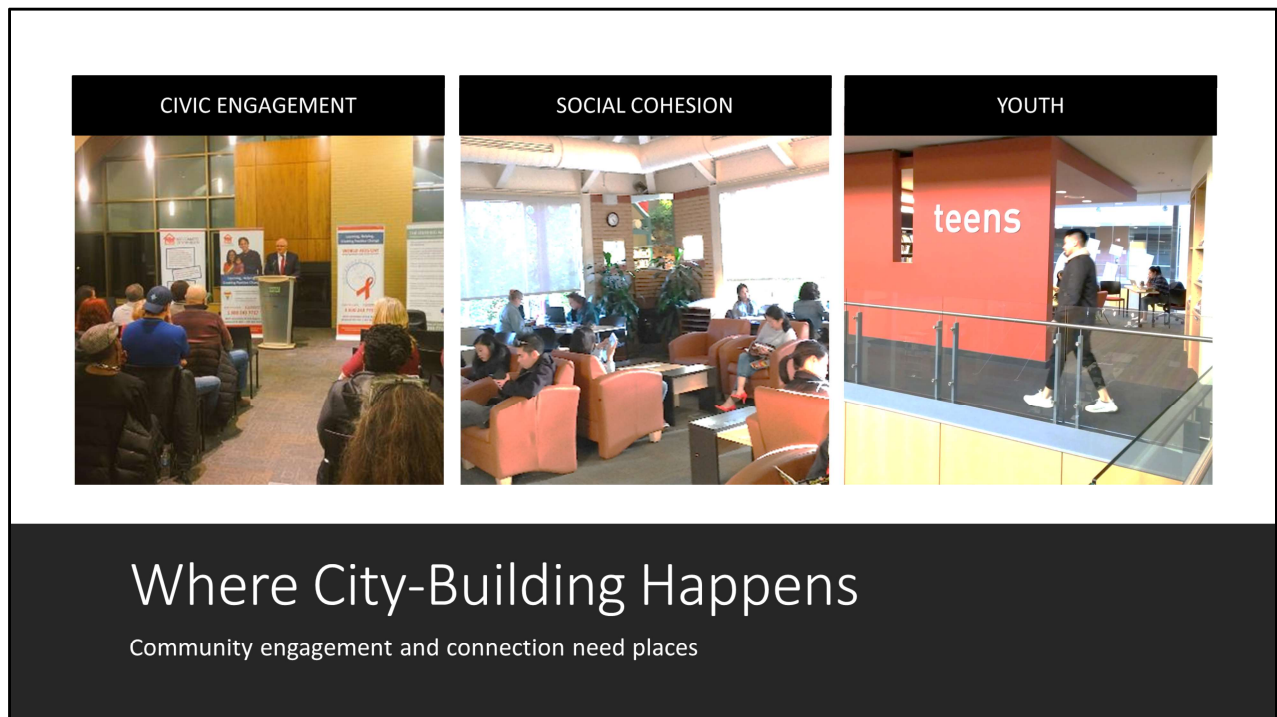 CIVIC ENGAGEMENT
SOCIAL COHESION
YOUTH
teens
Where City-Building Happens
Community engagement and connection need places